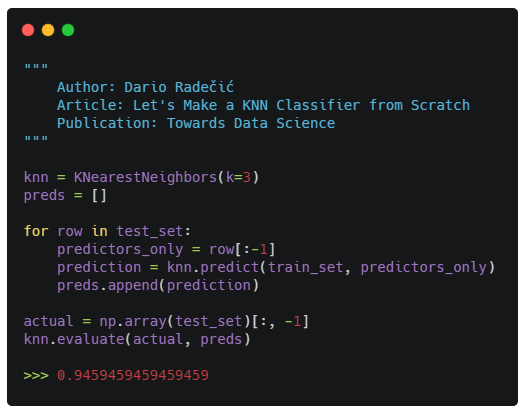 """
    Author: Dario Radečić
    Article: Let's Make a KNN Classifier from Scratch
    Publication: Towards Data Science
"""
knn = KNearestNeighbors(k=3)
preds = []
for row in test_set:
    predictors_only = row[:-1]
    prediction = knn.predict(train_set, predictors_only)
    preds.append(prediction)
actual = np.array(test_set)[:, -1]
knn.evaluate(actual, preds)
>>> 0.9459459459459459